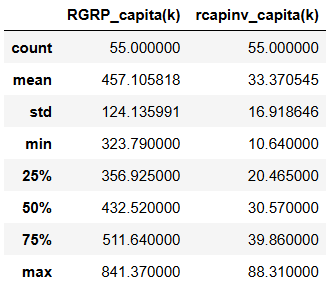 RGRP_capita(k) rcapinv_capita(k)
count 55.000000 55.000000
mean 457.105818 33.370545
std 124.135991 16.918646
min 323.790000 10.640000
25% 356.925000 20.465000
50% 432.520000 30.570000
75% 511.640000 39.860000
max 841.370000 88.310000